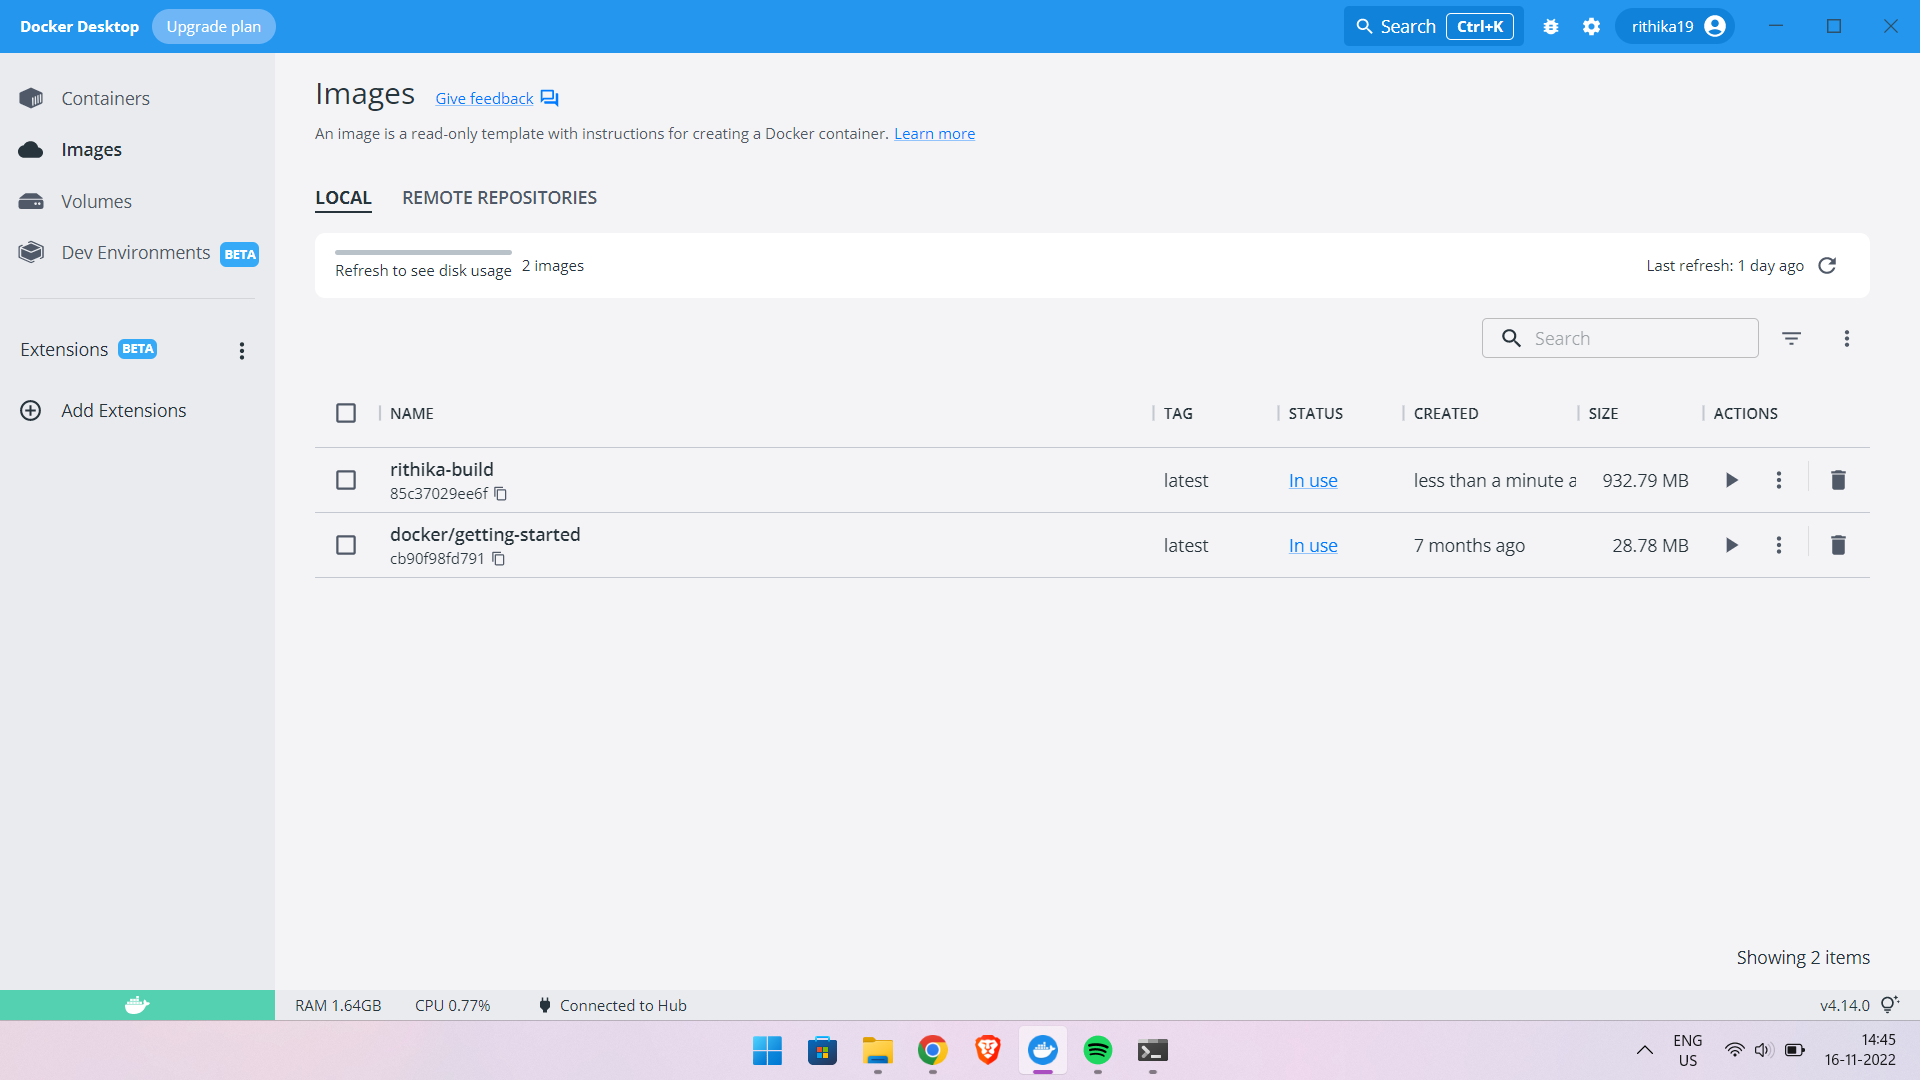 Docker Desktop Upgrade plan Search Ctrl+K rithika19
Containers
Images
Volumes
Dev Environments BETA
Extensions BETA
Add Extensions
Images Give feedback
An image is a read-only template with instructions for creating a Docker container. Learn more
LOCAL REMOTE REPOSITORIES
Refresh to see disk usage 2 images Last refresh: 1 day ago
Search
NAME TAG STATUS CREATED SIZE ACTIONS
rithika-build latest In use less than a minute a 932.79 MB
85c37029ee6f
docker/getting-started latest In use 7 months ago 28.78 MB
cb90f98fd791
Showing 2 items
RAM 1.64GB CPU 0.77% Connected to Hub v4.14.0
ENG 14:45
US 16-11-2022